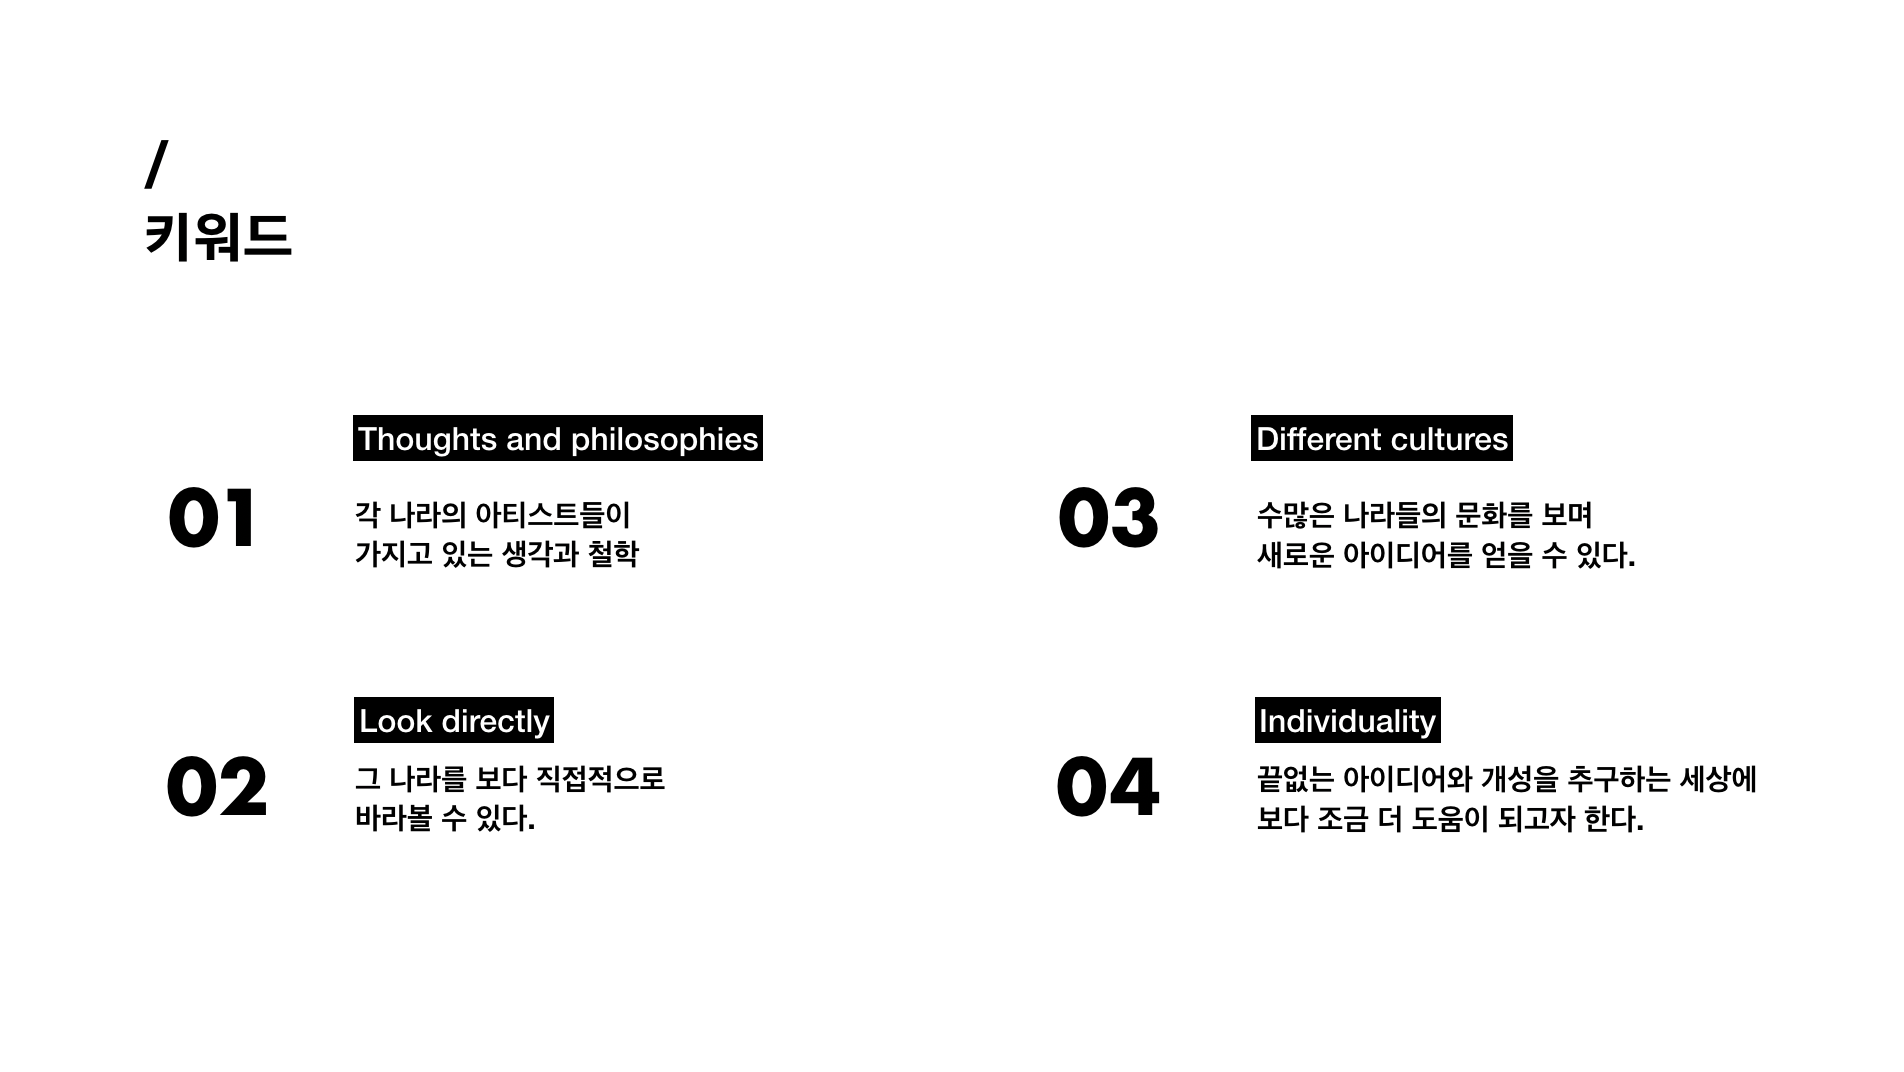 /
키워드
01
Thoughts and philosophies
각 나라의 아티스트들이
가지고 있는 생각과 철학
02
Look directly
그 나라를 보다 직접적으로
바라볼 수 있다.
03
Different cultures
수많은 나라들의 문화를 보며
새로운 아이디어를 얻을 수 있다.
04
Individuality
끝없는 아이디어와 개성을 추구하는 세상에
보다 조금 더 도움이 되고자 한다.